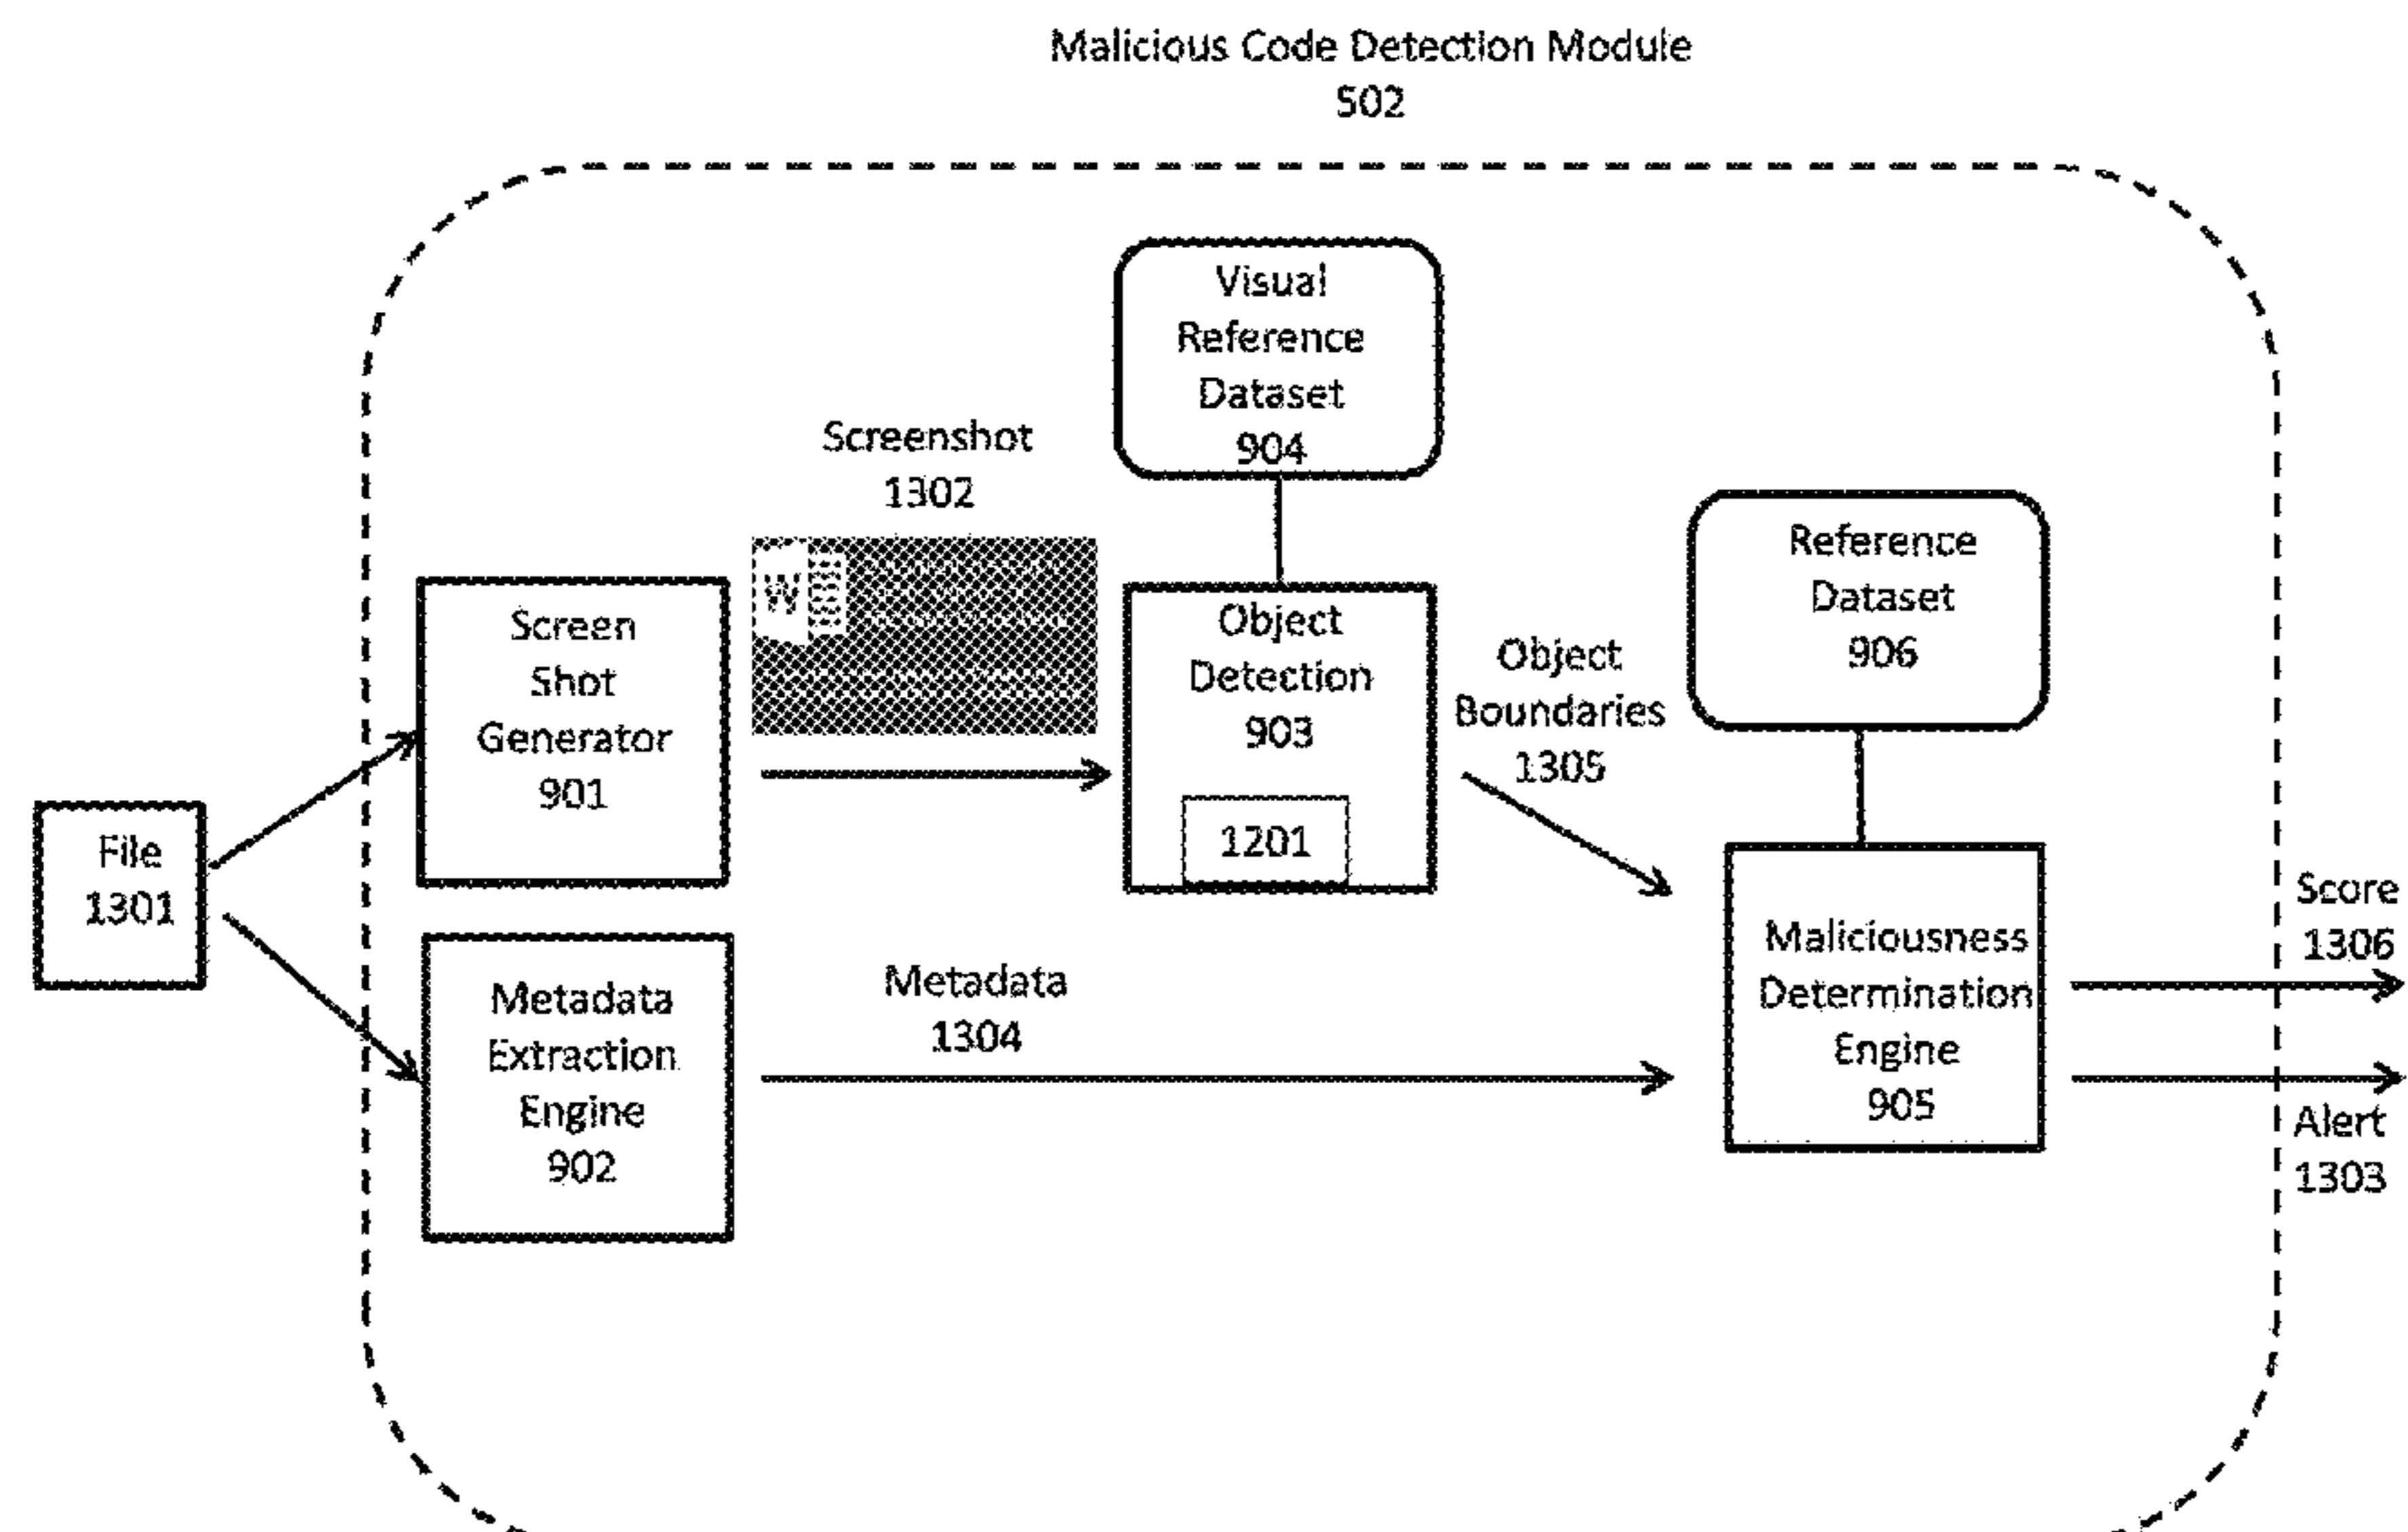 Malicious Code Detection Module
502
Visual
Reference
Dataset
904
Screenshot
1302
W
Reference
Dataset
906
Screen
Shot
Generator
901
Object
Detection
903
1201
Object
Boundaries
1305
File
1301
Metadata
Extraction
Engine
902
Metadata
1304
Maliciousness
Determination
Engine
905
Score
1306
Alert
1303